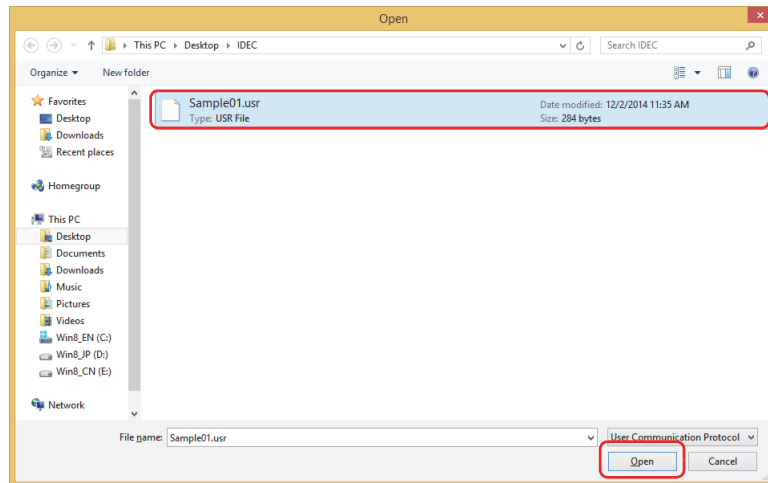 Open
This PC Desktop IDEC
Search IDEC
Organize New folder
Favorites
Desktop
Downloads
Recent places
Homegroup
This PC
Desktop
Documents
Downloads
Music
Pictures
Videos
Win8_EN (C:)
Win8_JP (D:)
Win8_CN (E:)
Network
Sample01.usr
Type: USR File
Date modified: 12/2/2014 11:35 AM
Size: 284 bytes
File name: Sample01.usr
User Communication Protocol
Open Cancel